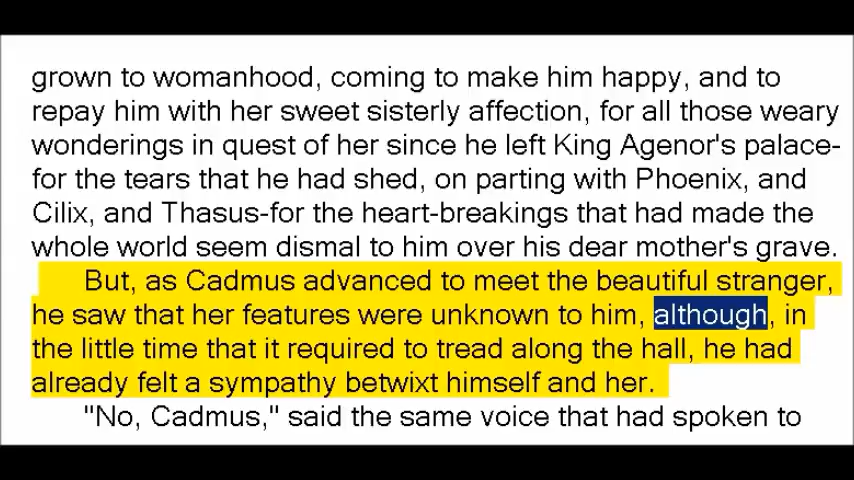 grown to womanhood, coming to make him happy, and to
repay him with her sweet sisterly affection, for all those weary
wonderings in quest of her since he left King Agenor's palace-
for the tears that he had shed, on parting with Phoenix, and
Cilix, and Thasus-for the heart-breakings that had made the
whole world seem dismal to him over his dear mother's grave.
But, as Cadmus advanced to meet the beautiful stranger,
he saw that her features were unknown to him, although, in
the little time that it required to tread along the hall, he had
already felt a sympathy betwixt himself and her.
"No, Cadmus," said the same voice that had spoken to